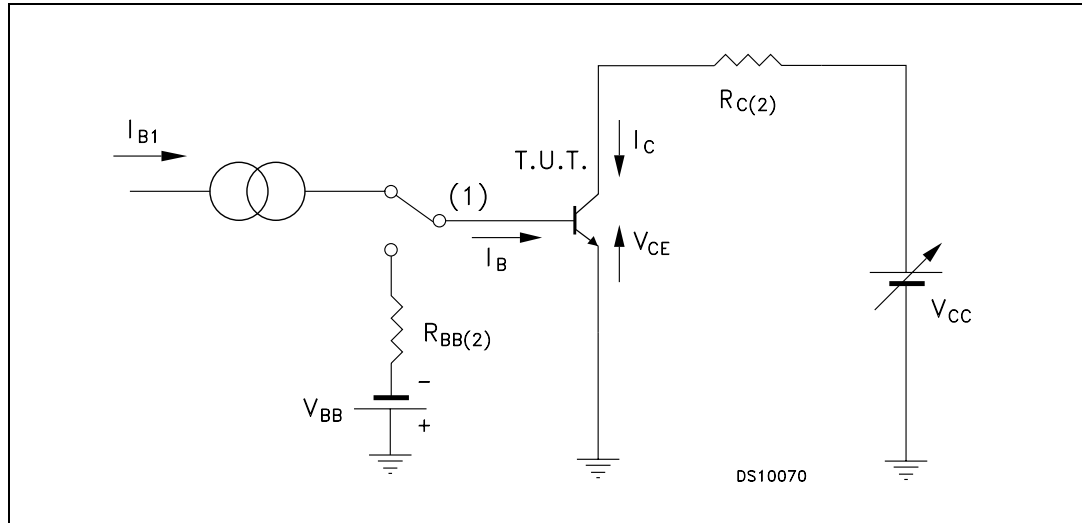 R_C(2)
I_B1
I_C
T.U.T.
(1)
I_B
V_CE
V_CC
R_BB(2)
-
V_BB
+
DS10070